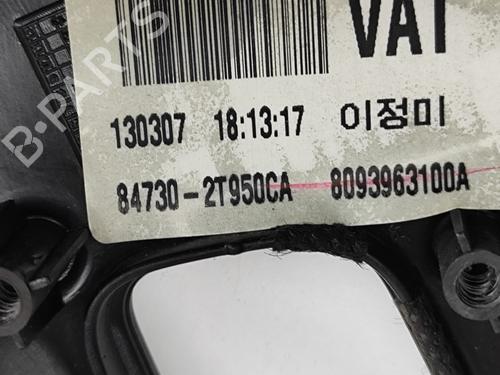 VAT
130307 18:13:17 이정미
84730-2T950CA 8093963100A
B-PARTS